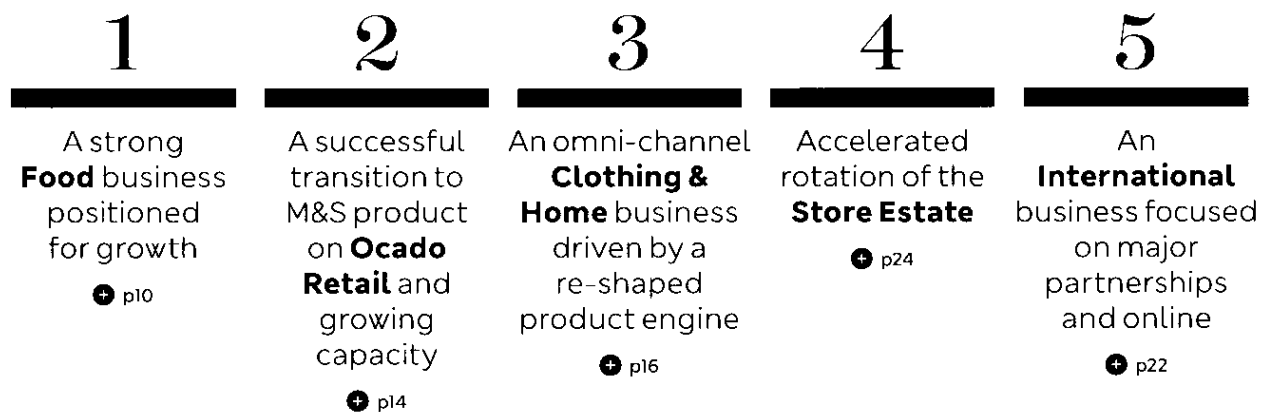 1
A strong
Food business
positioned
for growth
p10
2
A successful
transition to
M&S product
on Ocado
Retail and
growing
capacity
p14
3
An omni-channel
Clothing &
Home business
driven by a
re-shaped
product engine
p16
4
Accelerated
rotation of the
Store Estate
p24
5
An
International
business focused
on major
partnerships
and online
p22